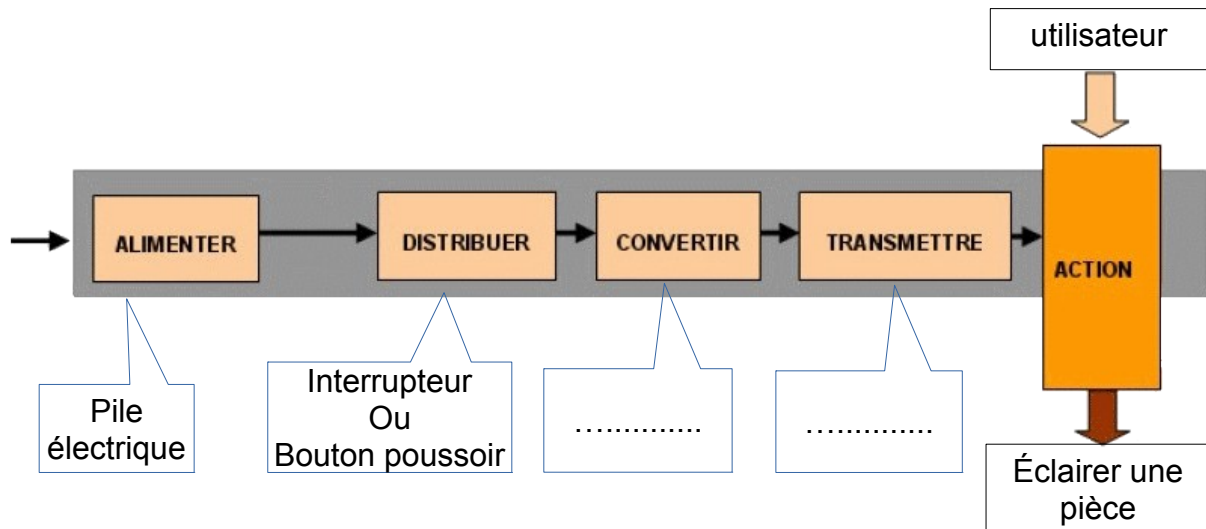 utilisateur
ALIMENTER
DISTRIBUER
CONVERTIR
TRANSMETTRE
ACTION
Pile
électrique
Interrupteur
Ou
Bouton poussoir
…...........
…...........
Éclairer une
pièce